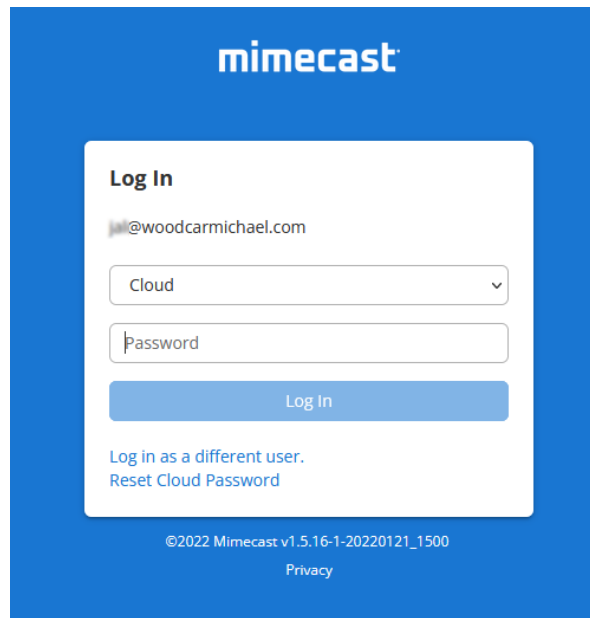 mimecast
Log In
@woodcarmichael.com
Cloud
Password
Log In
Log in as a different user.
Reset Cloud Password
©2022 Mimecast v1.5.16-1-20220121_1500
Privacy